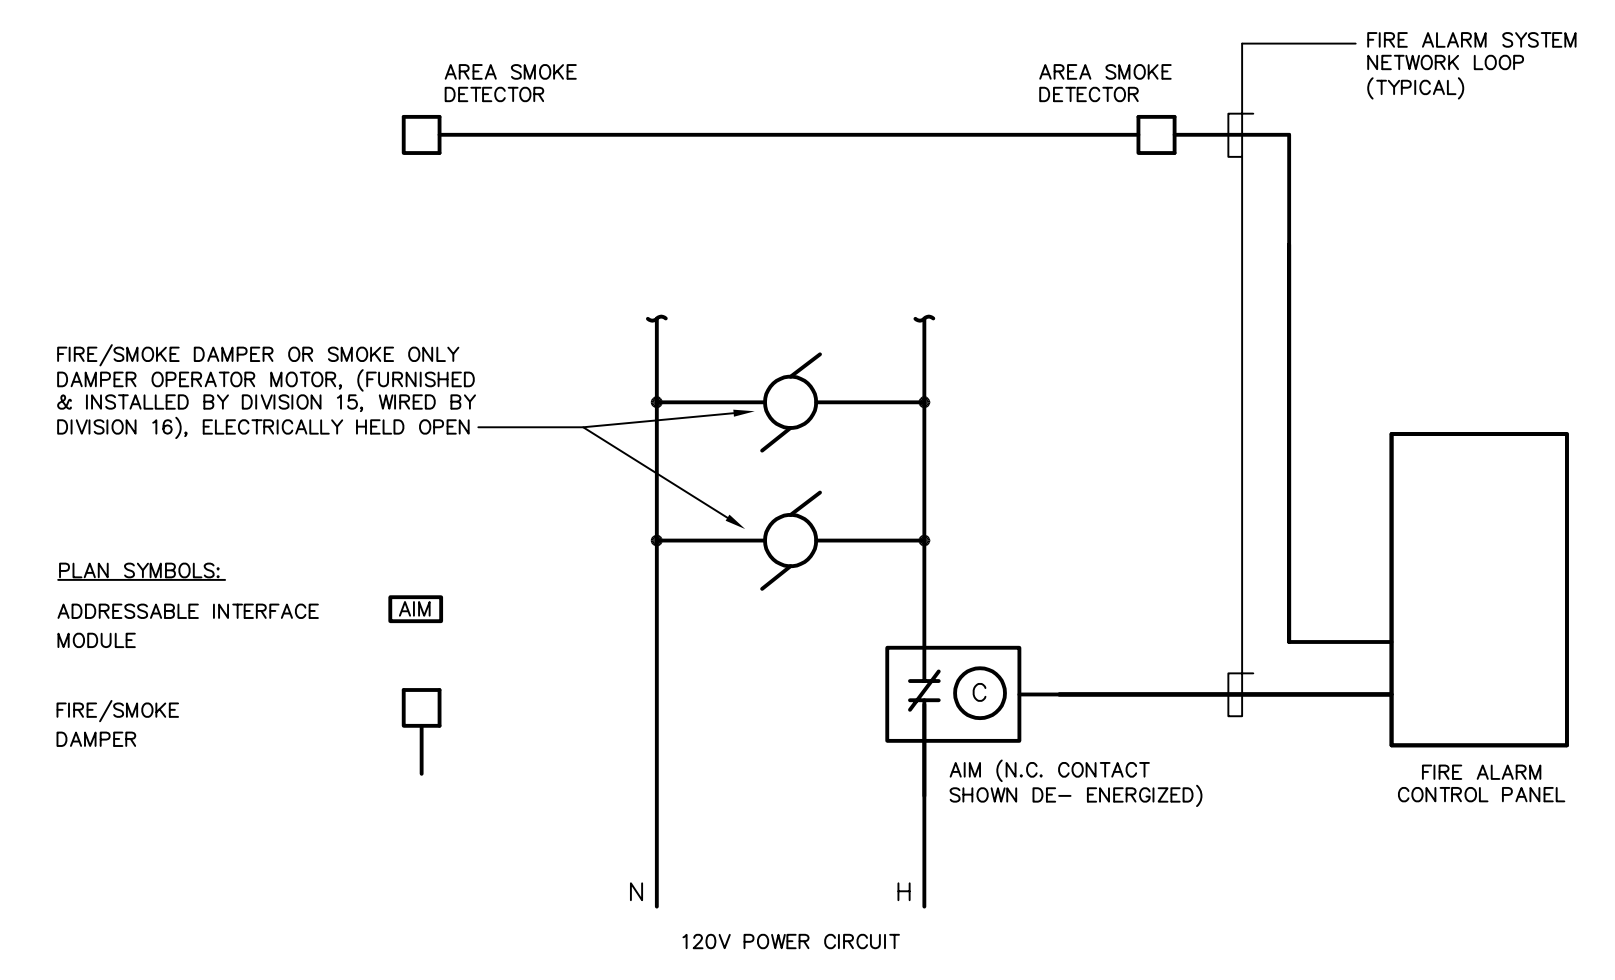 FIRE ALARM SYSTEM
NETWORK LOOP
(TYPICAL)
AREA SMOKE
DETECTOR
AREA SMOKE
DETECTOR
FIRE/SMOKE DAMPER OR SMOKE ONLY
DAMPER OPERATOR MOTOR, (FURNISHED
& INSTALLED BY DIVISION 15, WIRED BY
DIVISION 16), ELECTRICALLY HELD OPEN
PLAN SYMBOLS:
ADDRESSABLE INTERFACE
MODULE
AIM
FIRE/SMOKE
DAMPER
C
AIM (N.C. CONTACT
SHOWN DE- ENERGIZED)
FIRE ALARM
CONTROL PANEL
N
H
120V POWER CIRCUIT